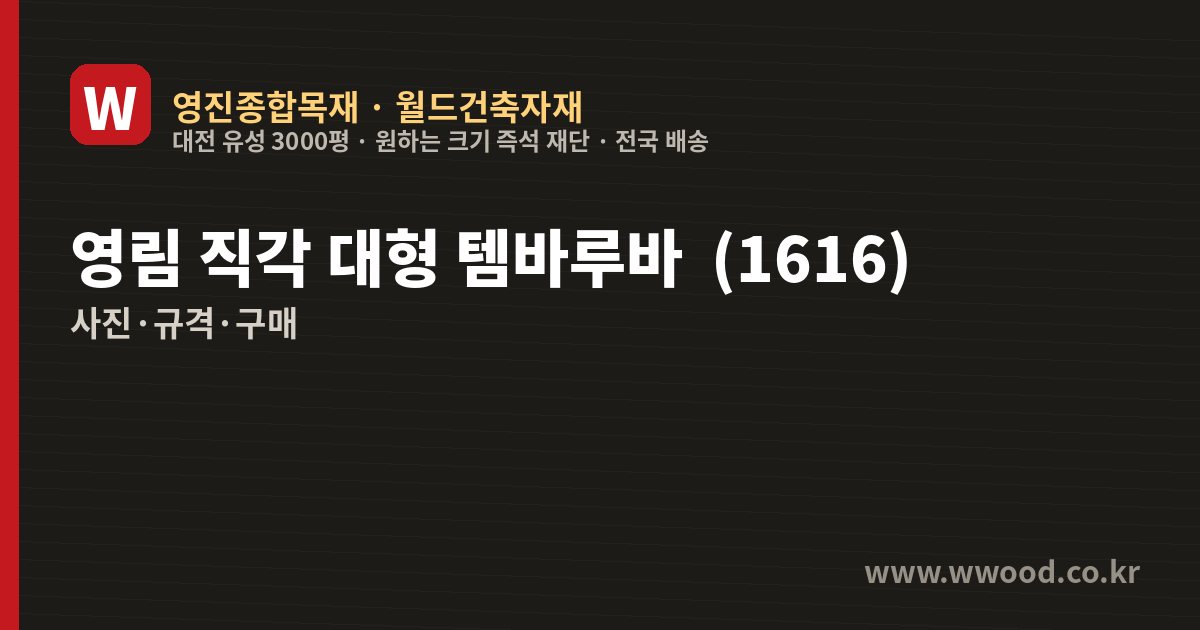 W
영진종합목재 · 월드건축자재
대전 유성 3000평 · 원하는 크기 즉석 재단 · 전국 배송
영림 직각 대형 템바루바 (1616)
사진·규격·구매
www.wwood.co.kr